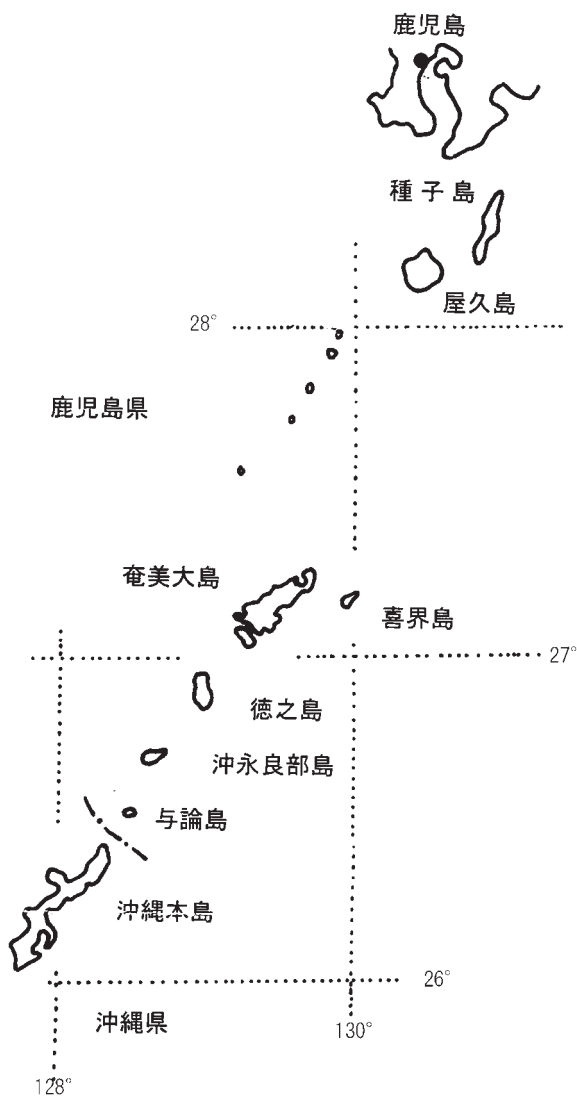 鹿児島
種子島
屋久島
28°
鹿児島県
奄美大島
喜界島
27°
徳之島
沖永良部島
与論島
沖縄本島
26°
沖縄県
130°
128°